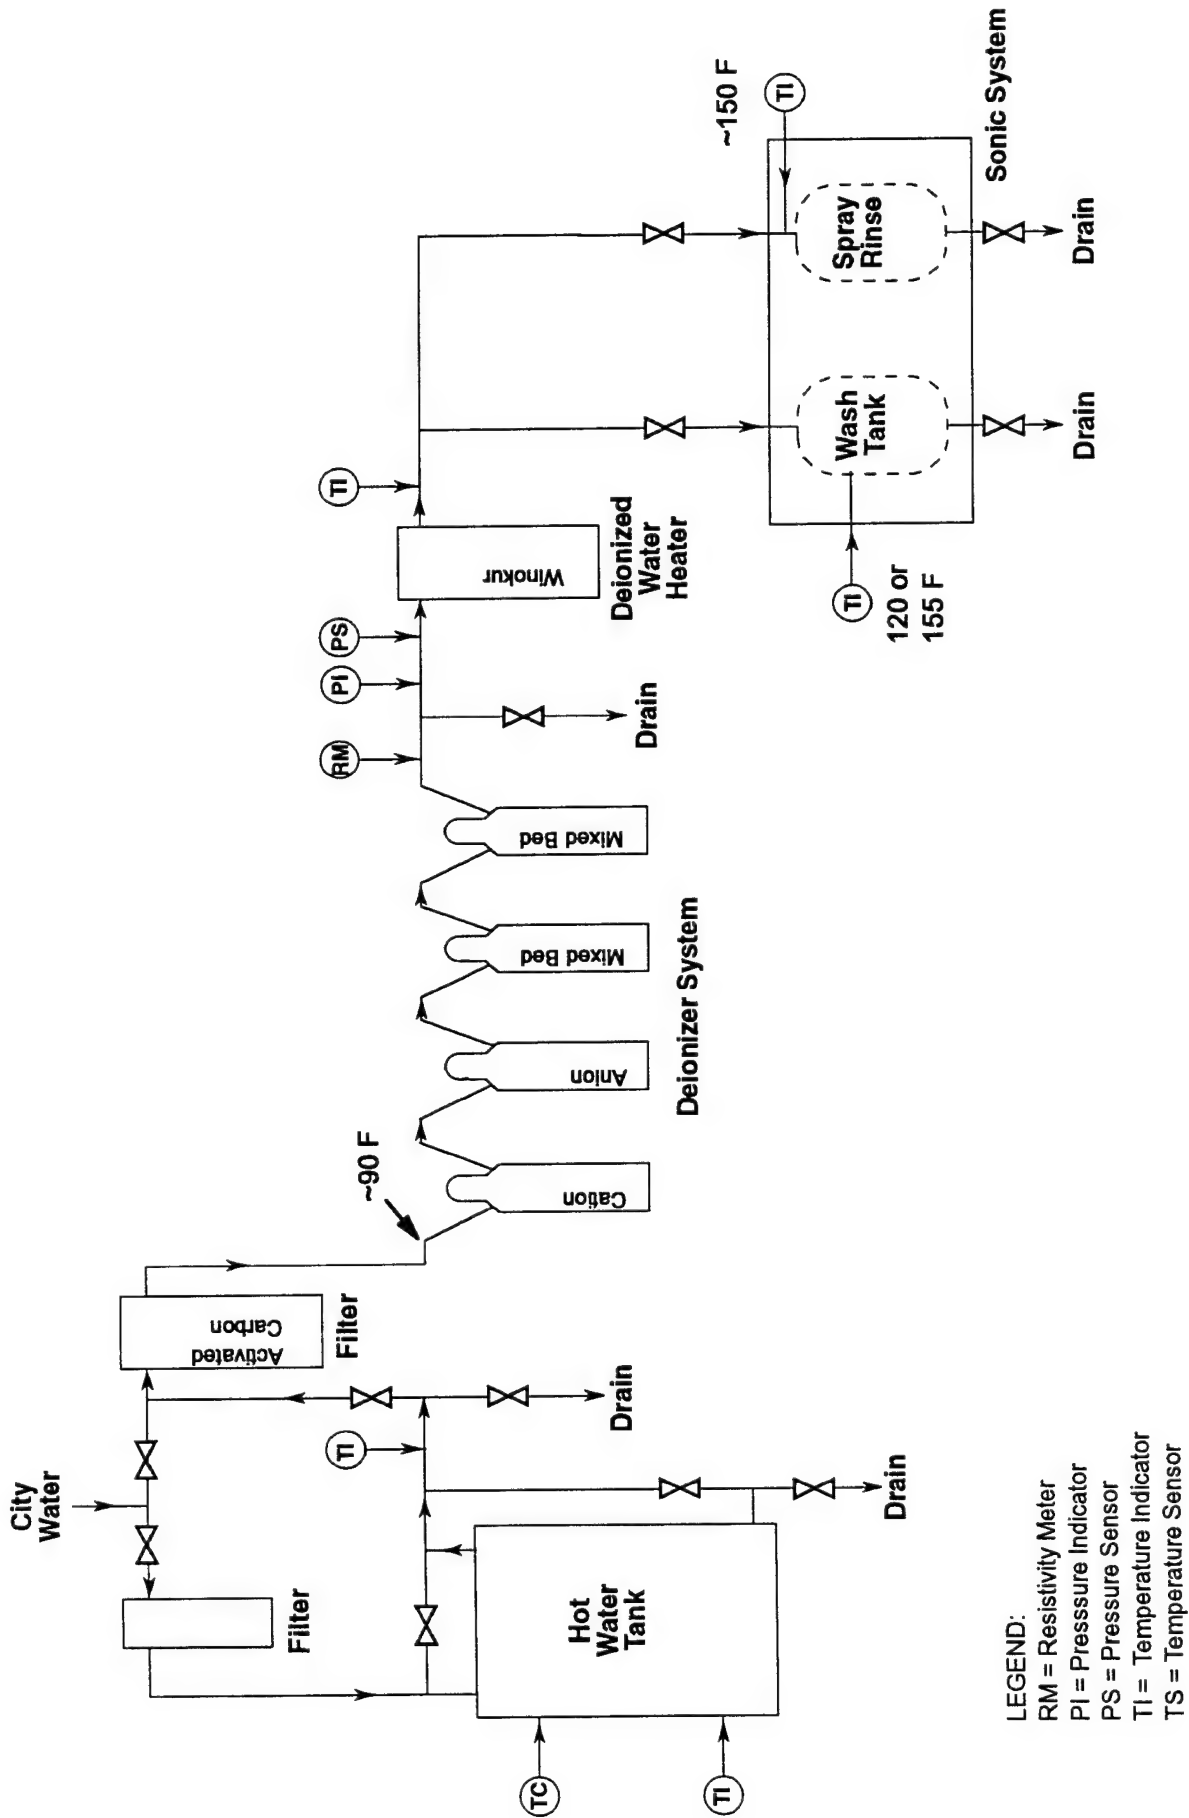 City
Water
Filter
Activated
Carbon
Filter
~90 F
TI
Drain
Hot
Water
Tank
Drain
TC
TI
Cation
Anion
Mixed Bed
Mixed Bed
Deionizer System
RM
PI
PS
Drain
Winokur
Deionized
Water
Heater
TI
Wash
Tank
TI
120 or
155 F
Drain
Spray
Rinse
TI
~150 F
Drain
Sonic System
LEGEND:
RM = Resistivity Meter
PI = Presssure Indicator
PS = Pressure Sensor
TI = Temperature Indicator
TS = Temperature Sensor